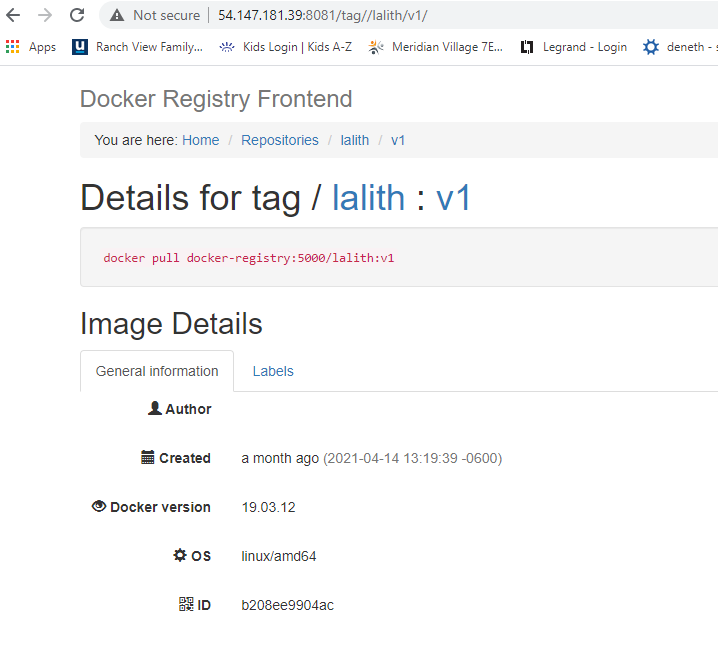 Not secure | 54.147.181.39:8081/tag//lalith/v1/
Apps Ranch View Family... Kids Login | Kids A-Z Meridian Village 7E... Legrand - Login deneth - s
Docker Registry Frontend
You are here: Home / Repositories / lalith / v1
Details for tag / lalith : v1
docker pull docker-registry:5000/lalith:v1
Image Details
General information Labels
Author
Created a month ago (2021-04-14 13:19:39 -0600)
Docker version 19.03.12
OS linux/amd64
ID b208ee9904ac